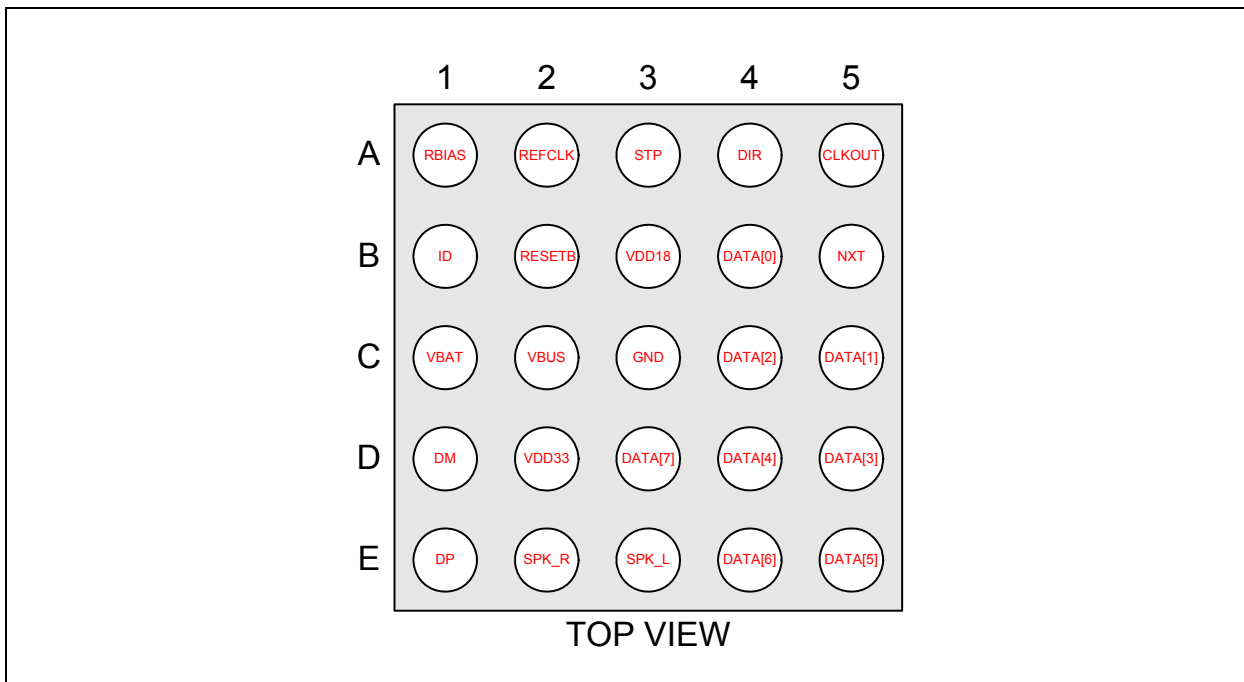 1 2 3 4 5
A RBIAS REFCLK STP DIR CLKOUT
B ID RESETB VDD18 DATA[0] NXT
C VBAT VBUS GND DATA[2] DATA[1]
D DM VDD33 DATA[7] DATA[4] DATA[3]
E DP SPK_R SPK_L DATA[6] DATA[5]
TOP VIEW